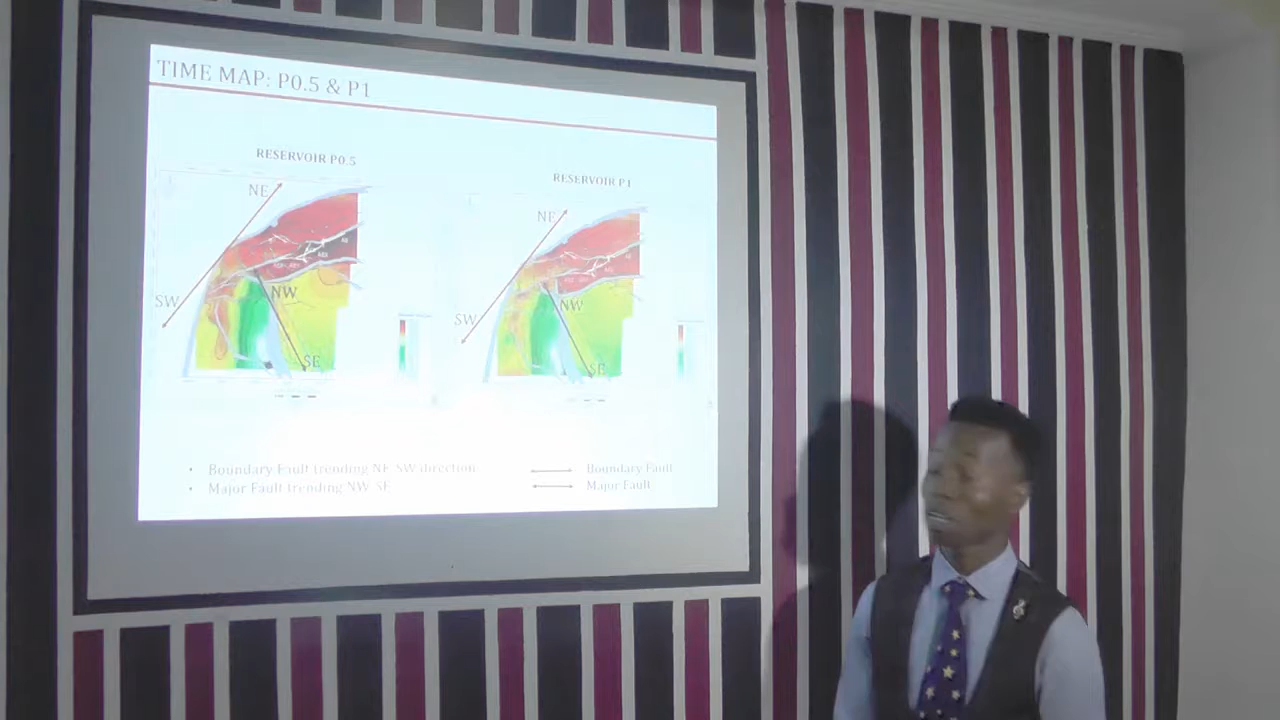 TIME MAP: P0.5 & P1
RESERVOIR P0.5
RESERVOIR P1
NE
NE
SW
NW
SW
NW
SE
SE
• Boundary Fault trending NE SW direction
• Major Fault trending NW SE
Boundary Fault
Major Fault